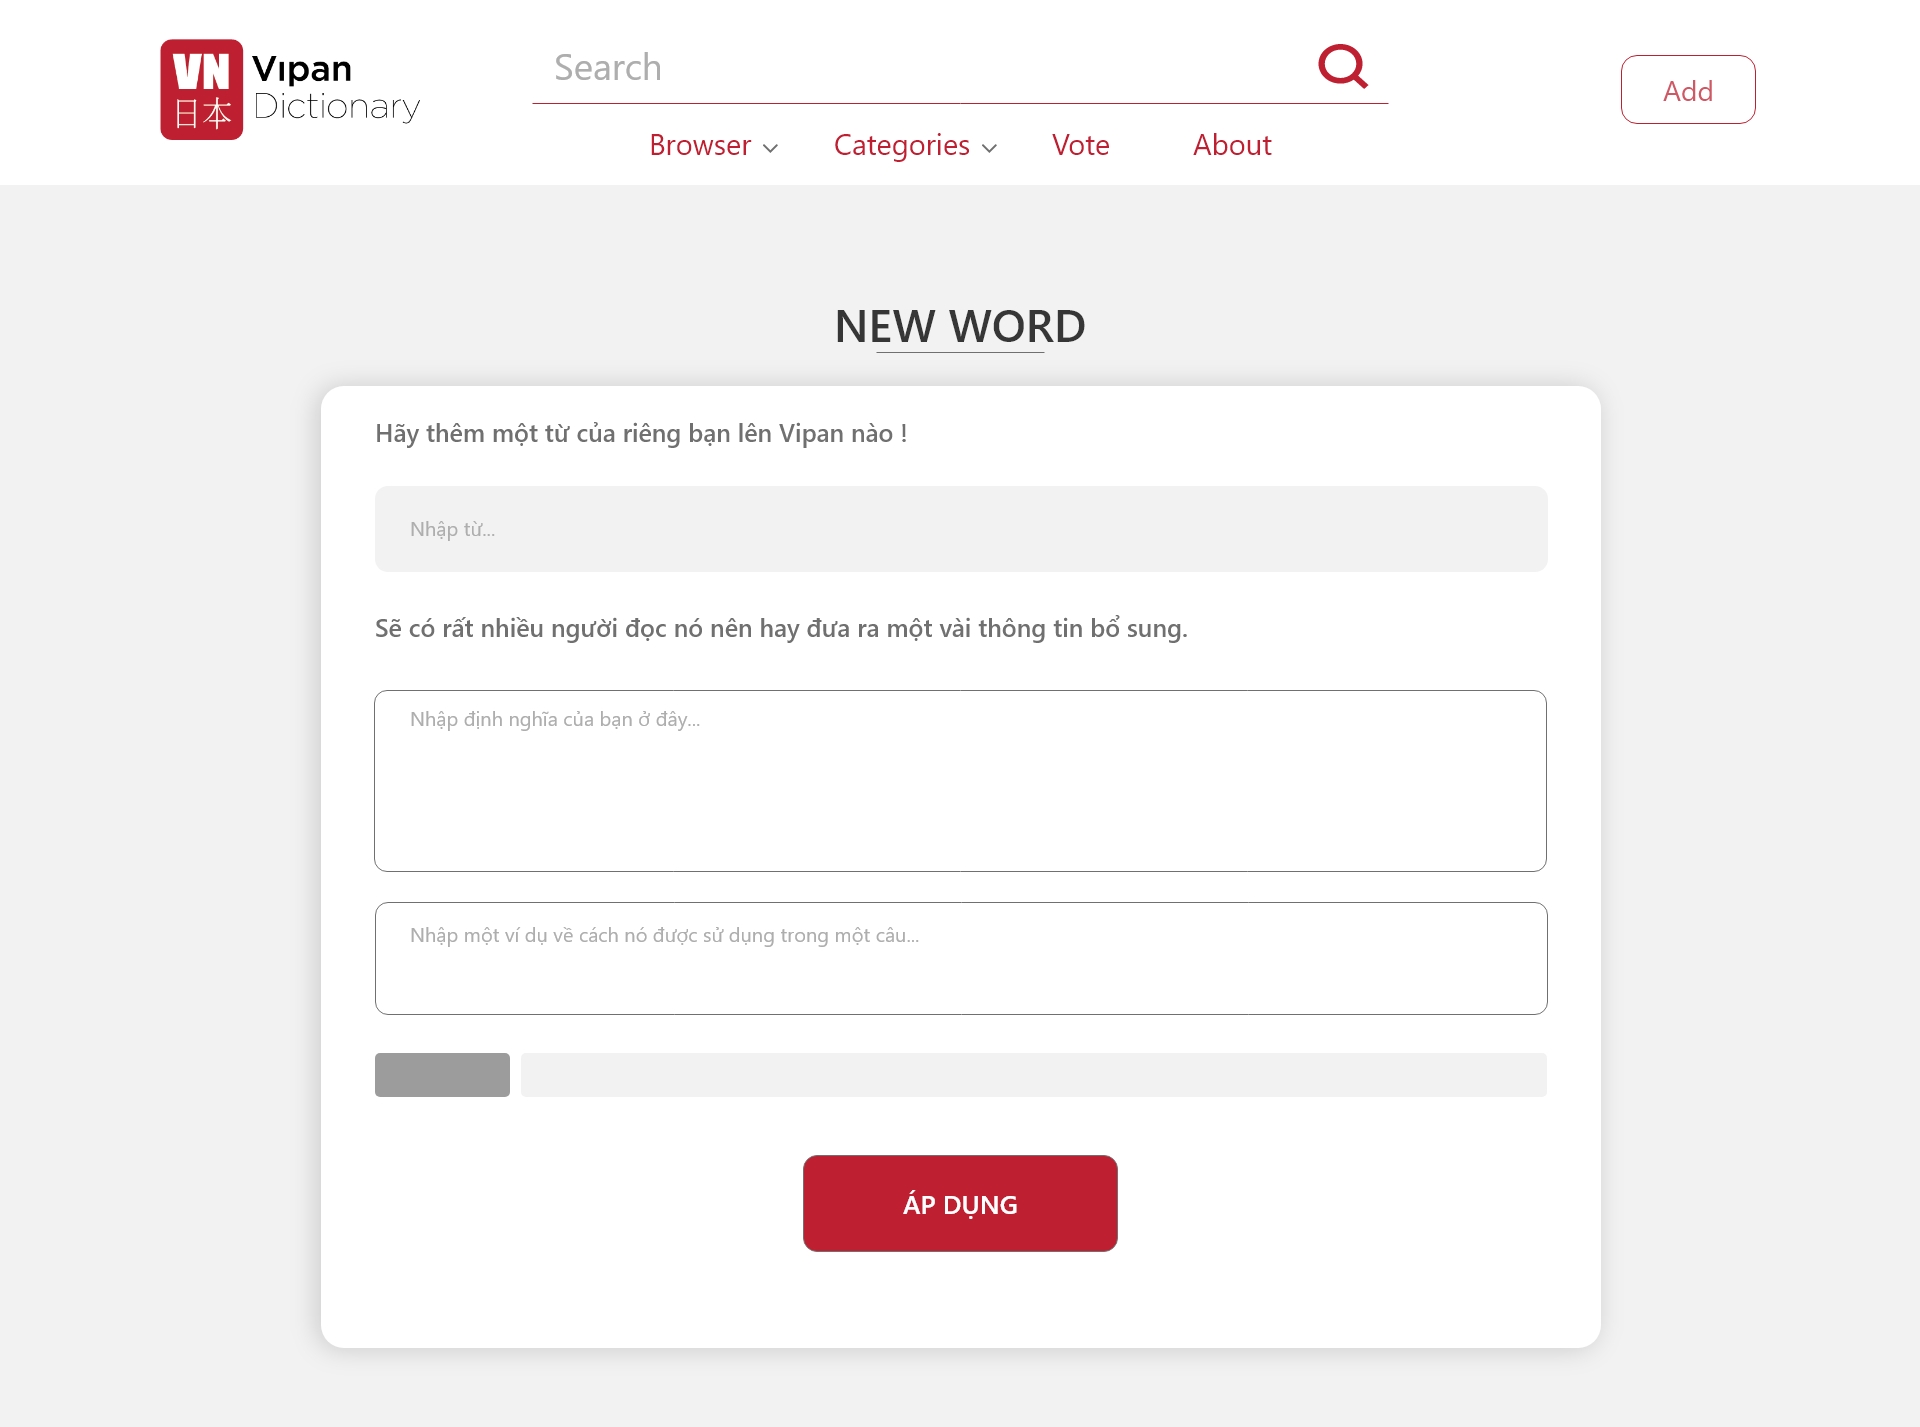 VN
日本
Vipan
Dictionary
Search
Add
Browser
Categories
Vote
About
NEW WORD
Hãy thêm một từ của riêng bạn lên Vipan nào !
Nhập từ...
Sẽ có rất nhiều người đọc nó nên hay đưa ra một vài thông tin bổ sung.
Nhập định nghĩa của bạn ở đây...
Nhập một ví dụ về cách nó được sử dụng trong một câu...
ÁP DỤNG